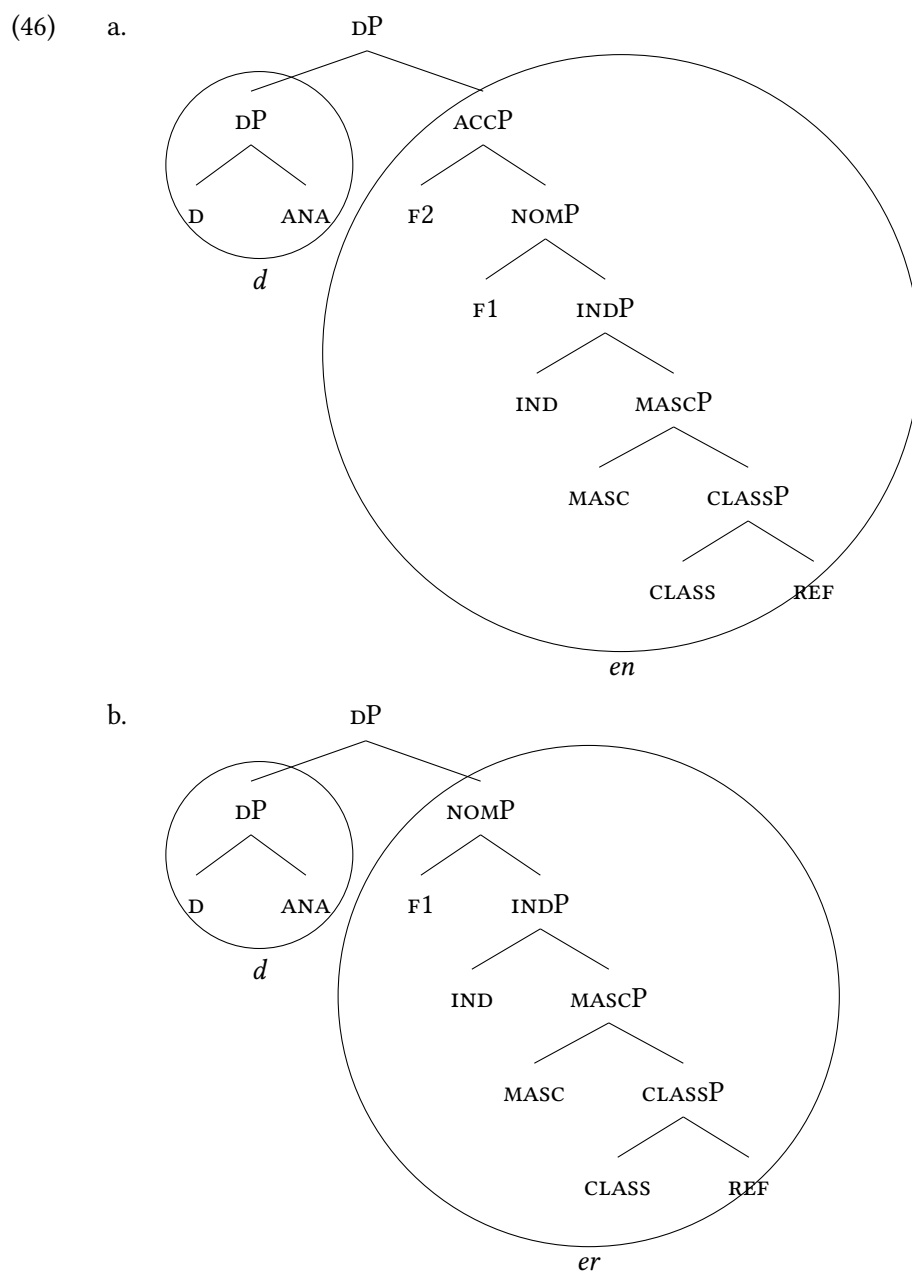 (46) a. DP
DP ACCP
D ANA F2 NOMP
d
F1 INDP
IND MASCP
MASC CLASSP
CLASS REF
en
b. DP
DP NOMP
D ANA F1 INDP
d
IND MASCP
MASC CLASSP
CLASS REF
er